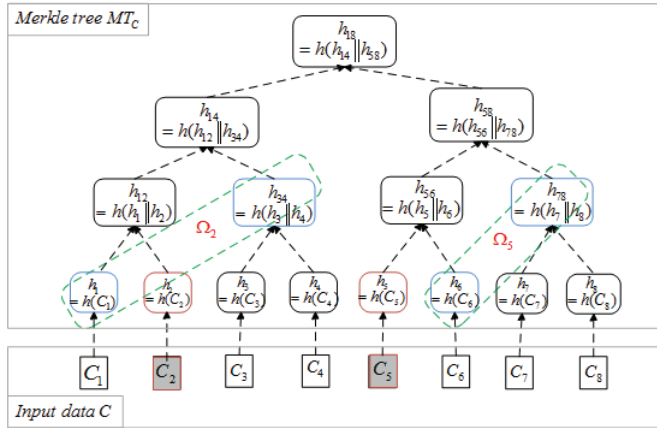 Merkle tree MT_C
h_18
= h(h_14||h_58)
h_14
= h(h_12||h_34)
h_58
= h(h_56||h_78)
h_12
= h(h_1||h_2)
h_34
= h(h_3||h_4)
h_56
= h(h_5||h_6)
h_78
= h(h_7||h_8)
Ω_2
Ω_5
h_1
= h(C_1)
h_2
= h(C_2)
h_3
= h(C_3)
h_4
= h(C_4)
h_5
= h(C_5)
h_6
= h(C_6)
h_7
= h(C_7)
h_8
= h(C_8)
C_1
C_2
C_3
C_4
C_5
C_6
C_7
C_8
Input data C